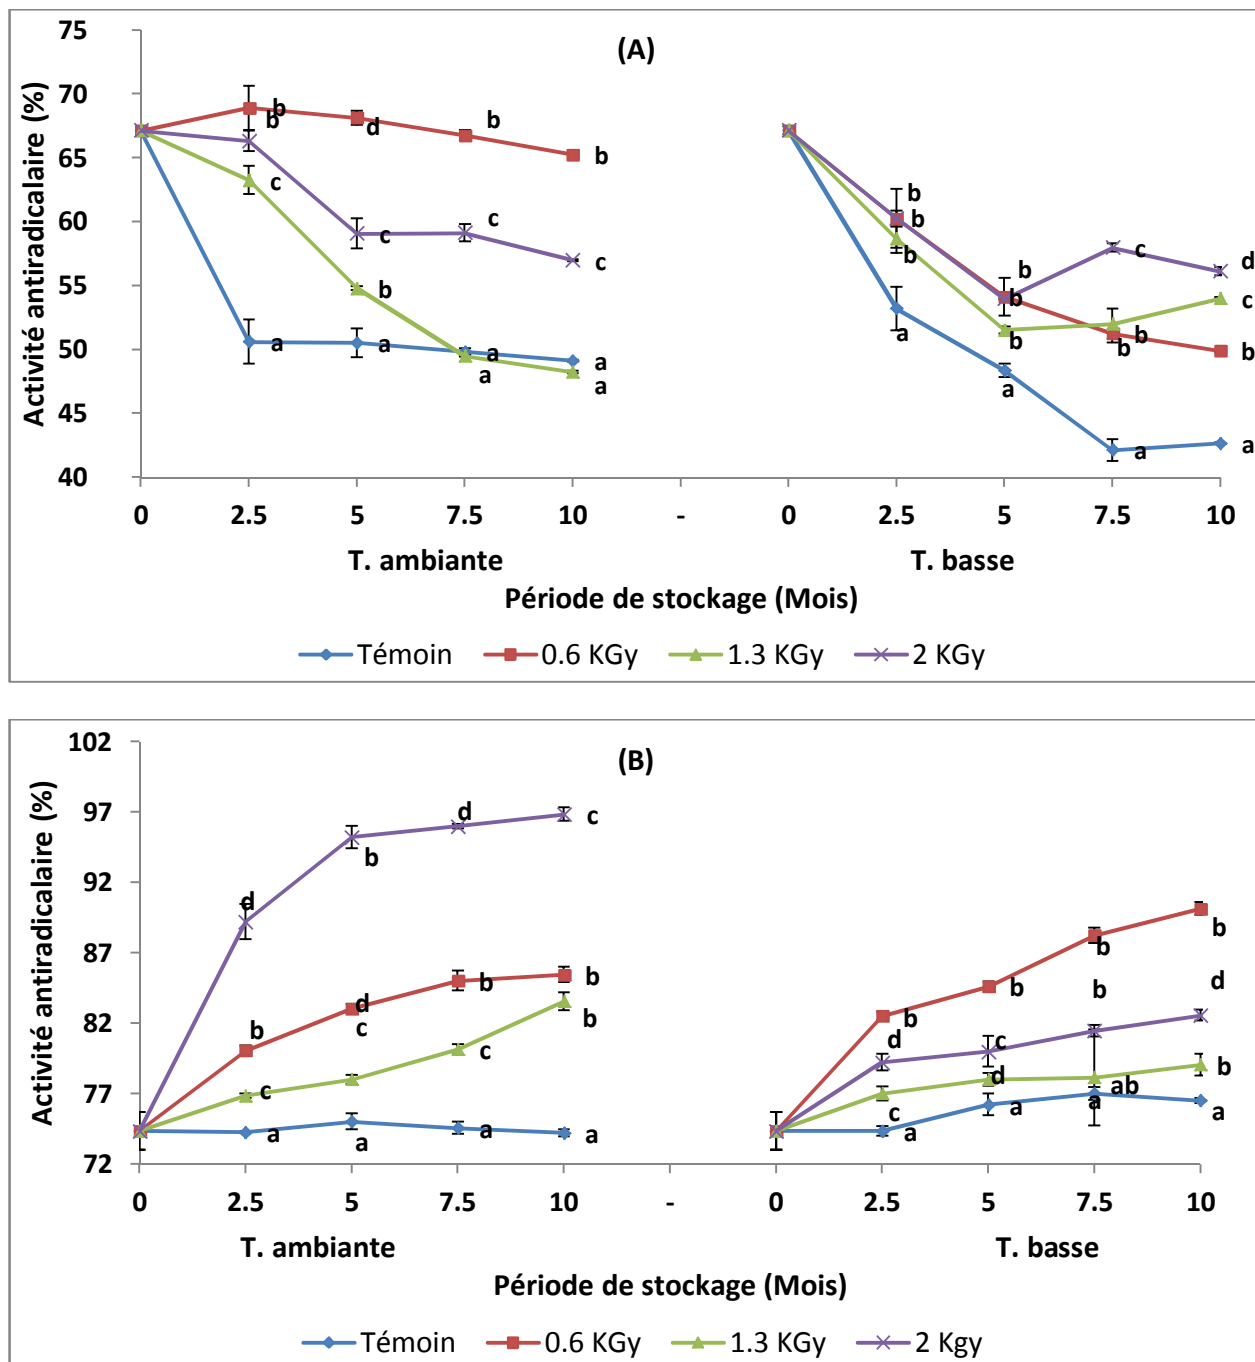 (A)
Activité antiradicalaire (%)
75
70
65
60
55
50
45
40
b
b
c
a
d
c
b
a
b
c
a
a
b
c
a
a
b
b
b
a
b
b
b
a
c
b
b
a
d
c
b
a
0 2.5 5 7.5 10 - 0 2.5 5 7.5 10
T. ambiante T. basse
Période de stockage (Mois)
Témoin 0.6 KGy 1.3 KGy 2 KGy
(B)
Activité antiradicalaire (%)
102
97
92
87
82
77
72
d
b
c
a
b
d
c
a
d
b
c
a
c
b
b
a
b
d
c
a
b
c
d
a
b
b
ab
a
b
d
b
a
0 2.5 5 7.5 10 - 0 2.5 5 7.5 10
T. ambiante T. basse
Période de stockage (Mois)
Témoin 0.6 KGy 1.3 KGy 2 Kgy